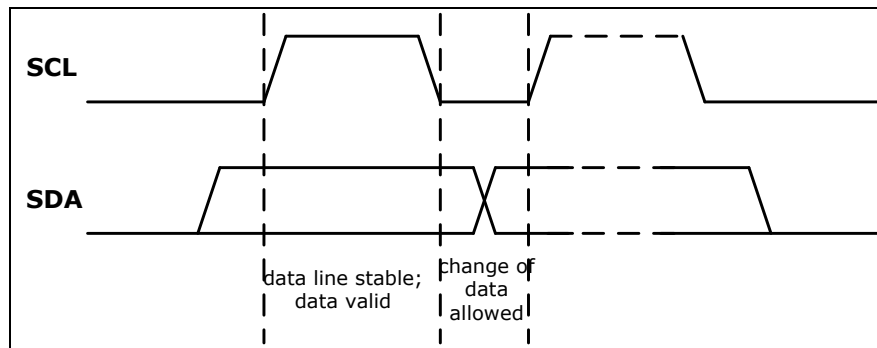 SCL
SDA
data line stable;
data valid
change of
data
allowed